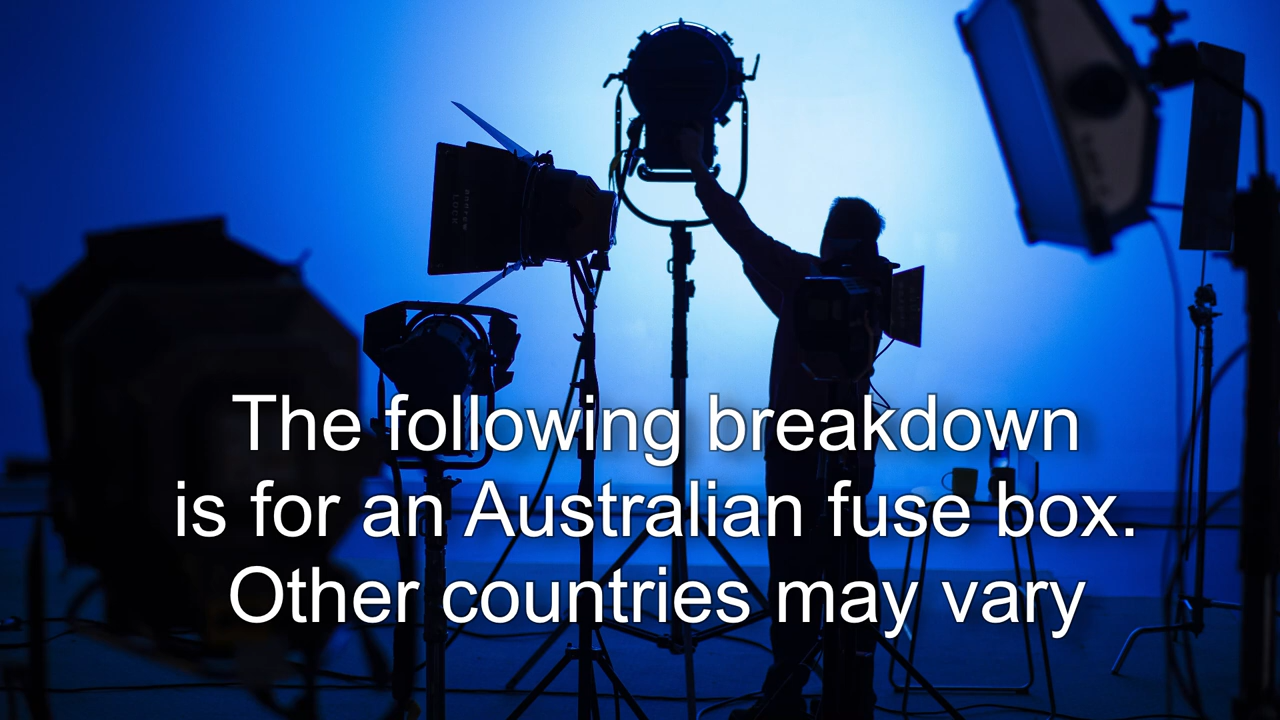 The following breakdown
is for an Australian fuse box.
Other countries may vary